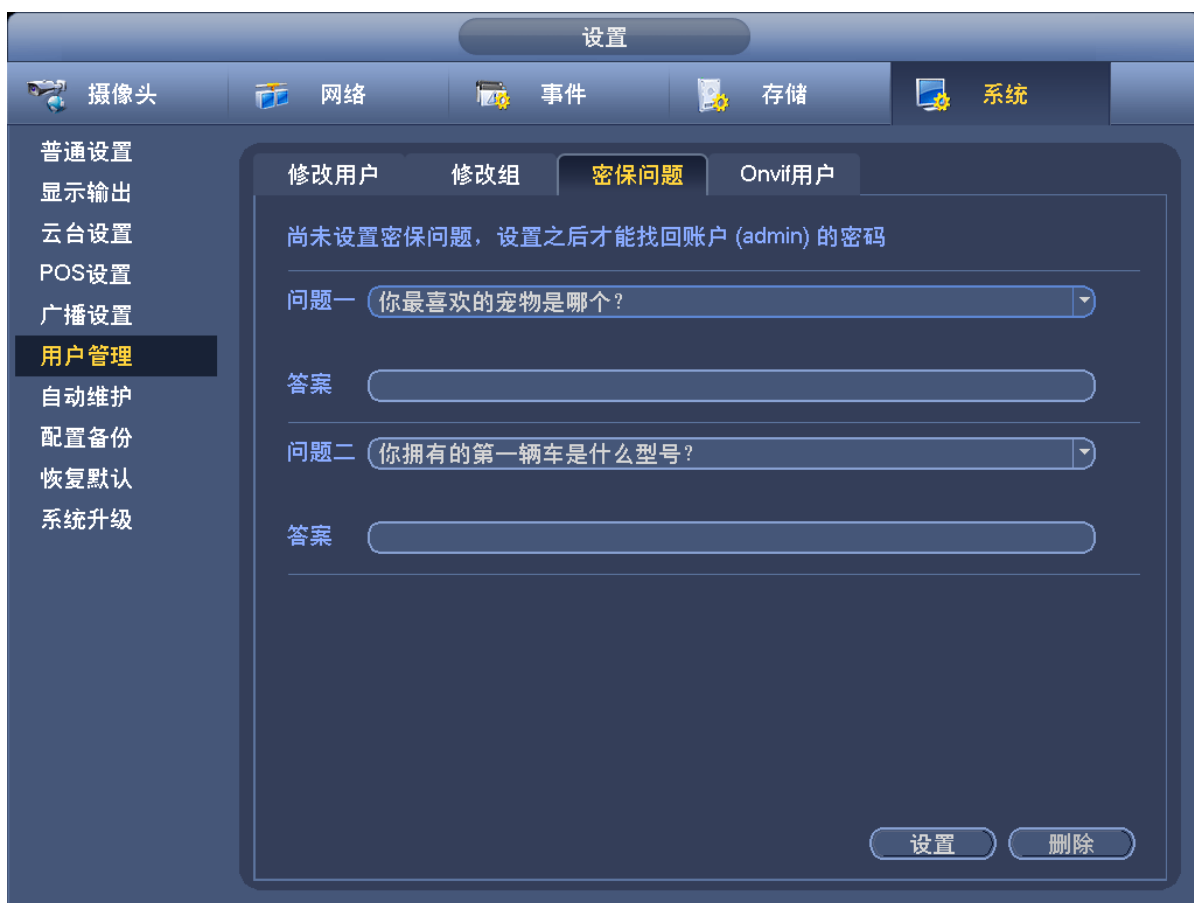 设置
摄像头 网络 事件 存储 系统
普通设置
显示输出
云台设置
POS设置
广播设置
用户管理
自动维护
配置备份
恢复默认
系统升级
修改用户 修改组 密保问题 Onvif用户
尚未设置密保问题，设置之后才能找回账户 (admin) 的密码
问题一 你最喜欢的宠物是哪个？
答案
问题二 你拥有的第一辆车是什么型号？
答案
设置 删除